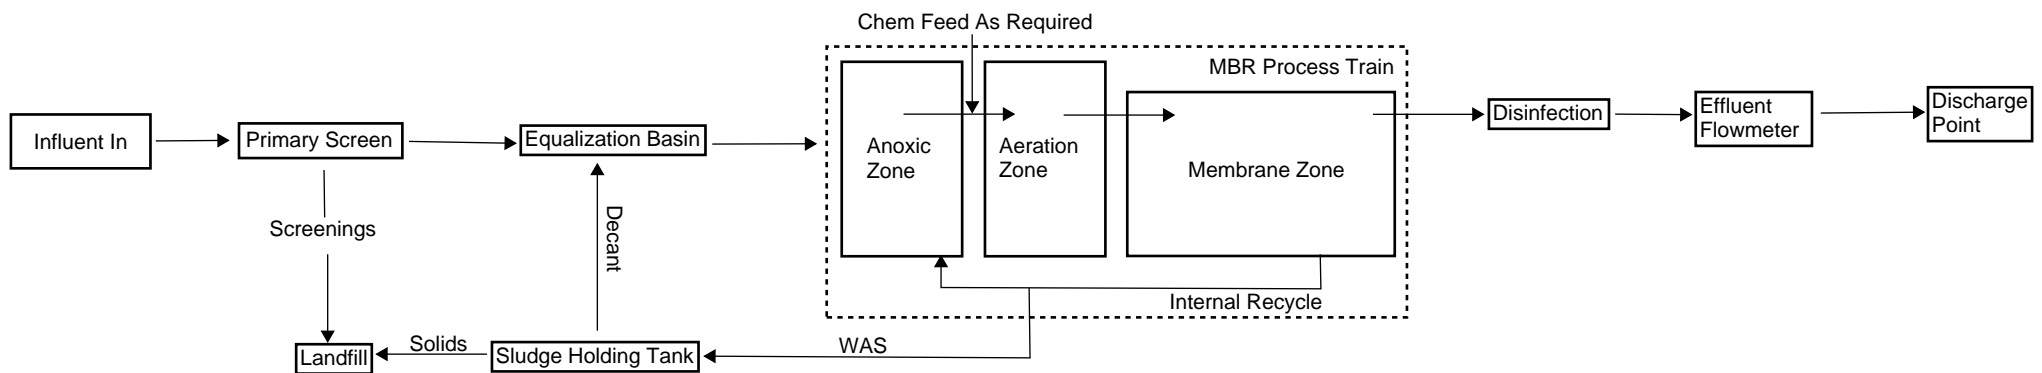 Chem Feed As Required
MBR Process Train
Influent In
Primary Screen
Equalization Basin
Anoxic
Zone
Aeration
Zone
Membrane Zone
Disinfection
Effluent
Flowmeter
Discharge
Point
Screenings
Decant
Internal Recycle
Landfill
Solids
Sludge Holding Tank
WAS